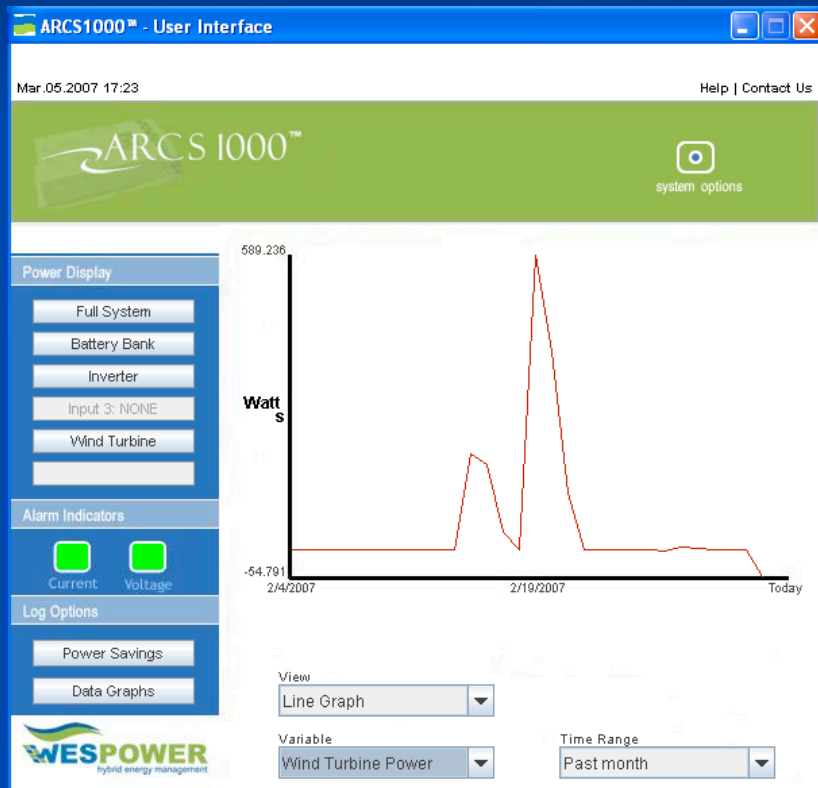 ARCS1000™ - User Interface
Mar.05.2007 17:23
Help | Contact Us
ARCS 1000™
system options
Power Display
Full System
Battery Bank
Inverter
Input 3: NONE
Wind Turbine
Alarm Indicators
Current
Voltage
Log Options
Power Savings
Data Graphs
WESPOWER
hybrid energy management
589.236
Watt
s
-54.791
2/4/2007
2/19/2007
Today
View
Line Graph
Variable
Wind Turbine Power
Time Range
Past month